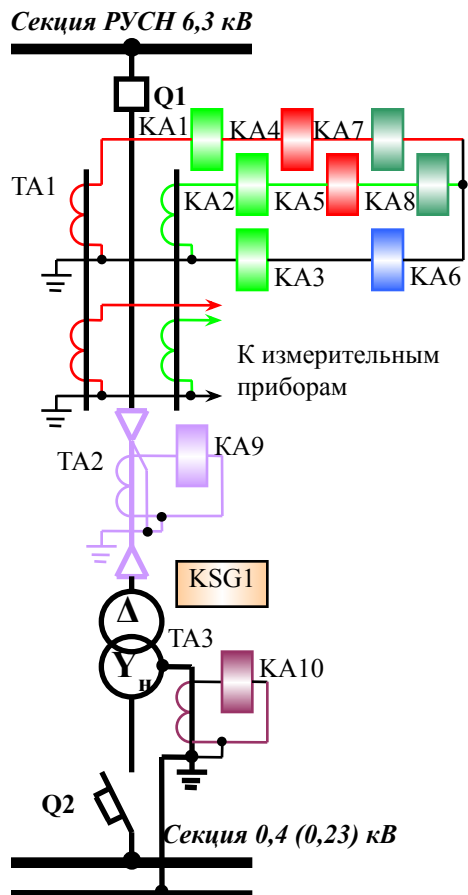 Секция РУСН 6,3 кВ
Q1
KA1 KA4 KA7
TA1
KA2 KA5 KA8
KA3 KA6
К измерительным
приборам
TA2
KA9
KSG1
Δ
TA3
Yн
KA10
Q2
Секция 0,4 (0,23) кВ